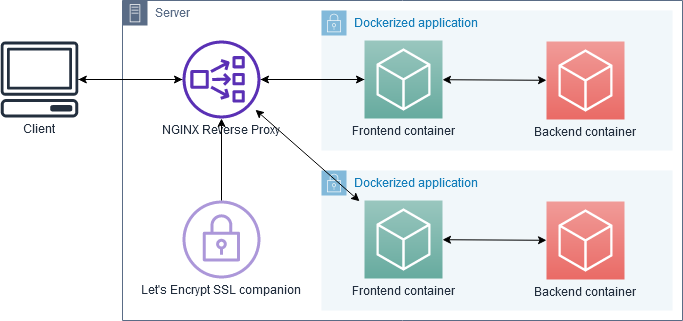 Server
Dockerized application
Client
NGINX Reverse Proxy
Frontend container
Backend container
Dockerized application
Let's Encrypt SSL companion
Frontend container
Backend container